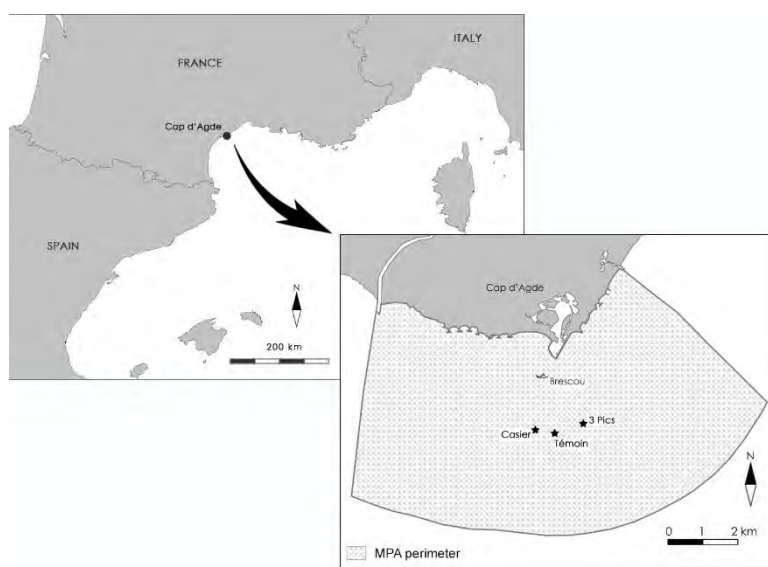 ITALY
FRANCE
Cap d'Agde
SPAIN
N
200 km
Cap d'Agde
Brescou
3 Pics
Casier
Témoin
N
0 1 2 km
MPA perimeter